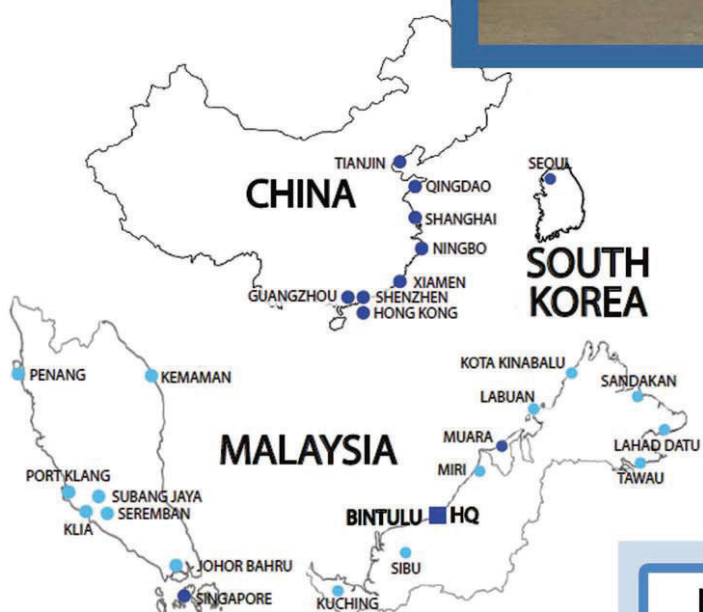 TIANJIN
SEOUL
CHINA
QINGDAO
SHANGHAI
NINGBO
SOUTH
KOREA
XIAMEN
GUANGZHOU
SHENZHEN
HONG KONG
PENANG
KEMAMAN
KOTA KINABALU
SANDAKAN
LABUAN
MUARA
LAHAD DATU
MALAYSIA
MIRI
TAWAU
PORT KLANG
SUBANG JAYA
SEREMBAN
KLIA
BINTULU HQ
SIBU
JOHOR BAHRU
SINGAPORE
KUCHING